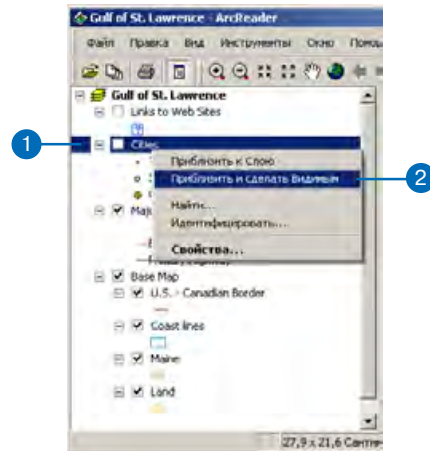 Gulf of St. Lawrence - ArcReader
Файл Правка Вид Инструменты Окно
Gulf of St. Lawrence
Links to Web Sites
1 Cities
Приблизить к Слою
Приблизить и Сделать Видимым 2
Найти...
Идентифицировать...
Свойства...
Base Map
U.S. - Canadian Border
Coast lines
Maine
Land
27,9 x 21,6